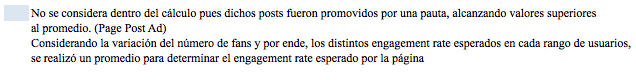 No se considera dentro del cálculo pues dichos posts fueron promovidos por una pauta, alcanzando valores superiores
al promedio. (Page Post Ad)
Considerando la variación del número de fans y por ende, los distintos engagement rate esperados en cada rango de usuarios,
se realizó un promedio para determinar el engagement rate esperado por la página